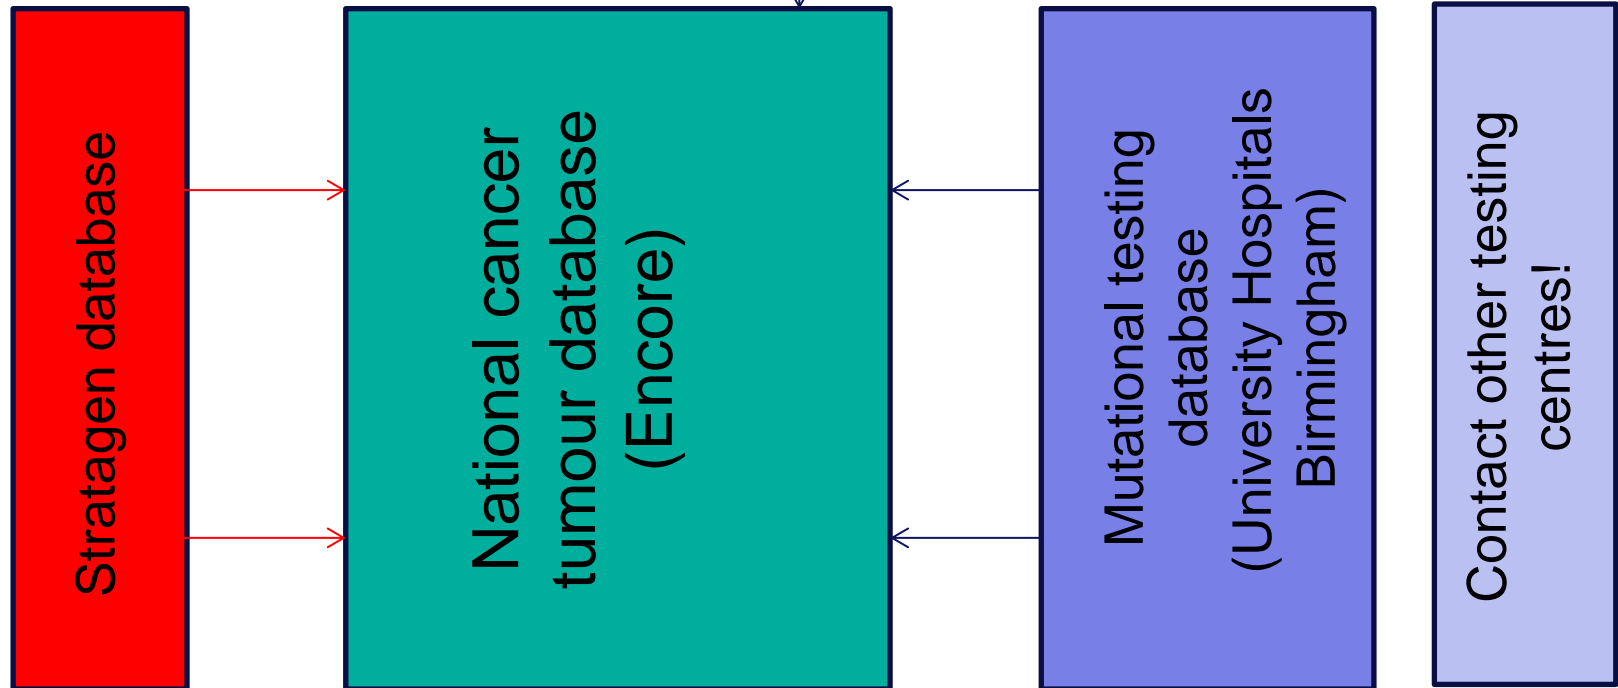 Stratagen database
National cancer
tumour database
(Encore)
Mutational testing
database
(University Hospitals
Birmingham)
Contact other testing
centres!